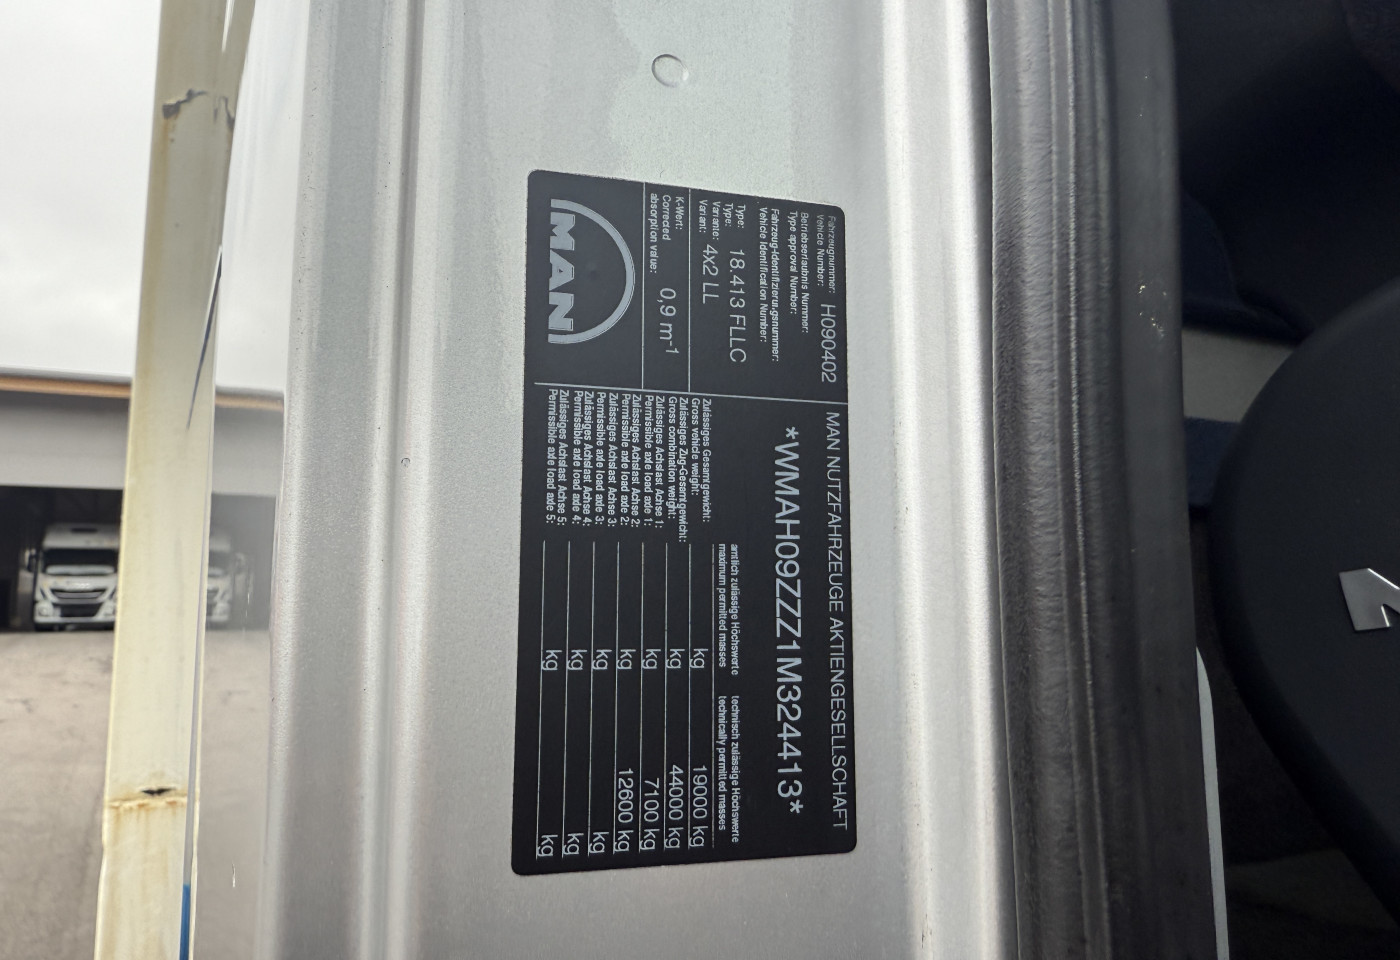 Fahrzeugnummer:
Vehicle Number: H090402
Betriebserlaubnis Nummer:
Type approval Number:
Fahrzeug-Identifizierungsnummer:
Vehicle Identification Number:
Type:
Type: 18.413 FLLC
Variante:
Variant: 4x2 LL
K-Wert:
Corrected
absorption value: 0,9 m-1
MAN
MAN NUTZFAHRZEUGE AKTIENGESELLSCHAFT
*WMAH09ZZZ1M324413*
amtlich zulässige Höchswerte technisch zulässige Höchswerte
maximum permitted masses technically permitted masses
Zulässiges Gesamtgewicht:
Gross vehicle weight: kg 19000 kg
Zulässiges Zug-Gesamtgewicht:
Gross combination weight: kg 44000 kg
Zulässiges Achslast Achse 1:
Permissible axle load axle 1: kg 7100 kg
Zulässiges Achslast Achse 2:
Permissible axle load axle 2: kg 12600 kg
Zulässiges Achslast Achse 3:
Permissible axle load axle 3: kg kg
Zulässiges Achslast Achse 4:
Permissible axle load axle 4: kg kg
Zulässiges Achslast Achse 5:
Permissible axle load axle 5: kg kg